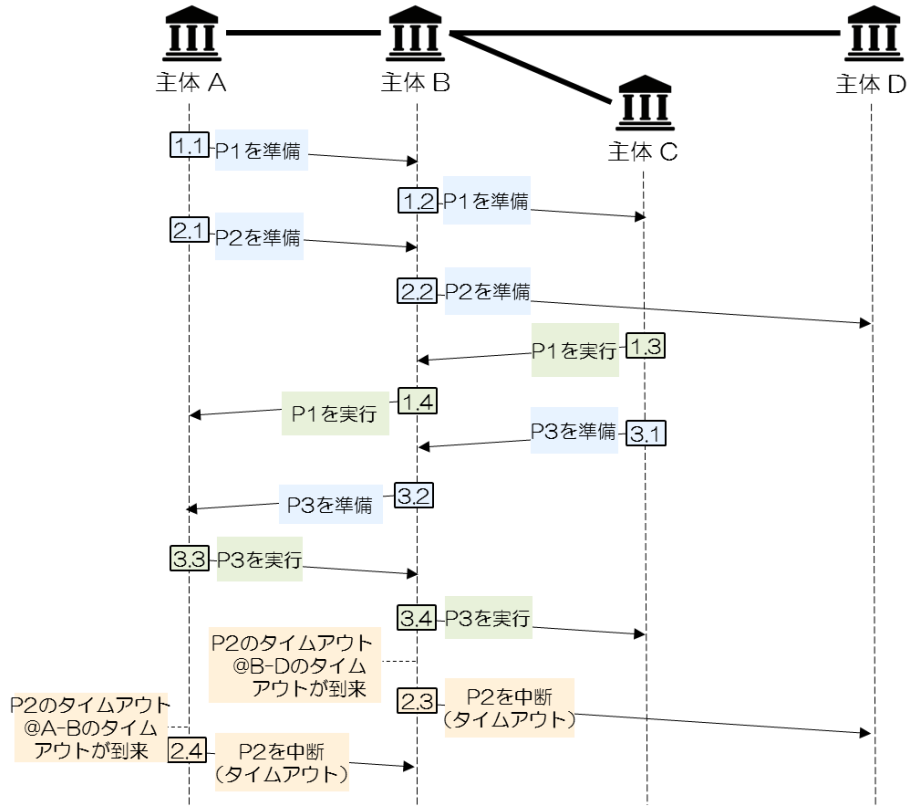 主体 A
主体 B
主体 D
主体 C
1.1
P1を準備
1.2
P1を準備
2.1
P2を準備
2.2
P2を準備
P1を実行
1.3
P1を実行
1.4
P3を準備
3.1
P3を準備
3.2
3.3
P3を実行
3.4
P3を実行
P2のタイムアウト
@B-Dのタイム
アウトが到来
2.3
P2を中断
(タイムアウト)
P2のタイムアウト
@A-Bのタイム
アウトが到来
2.4
P2を中断
(タイムアウト)